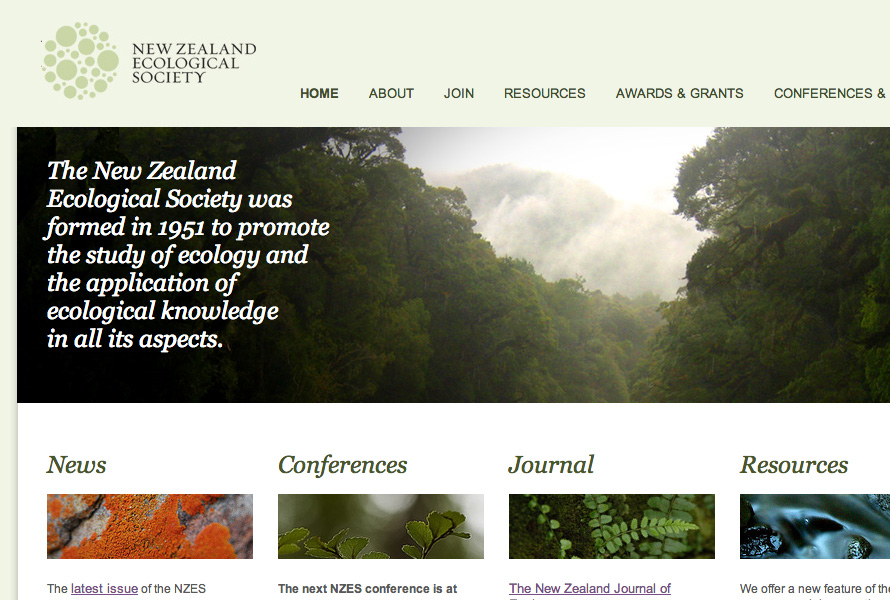 NEW ZEALAND
ECOLOGICAL
SOCIETY
HOME ABOUT JOIN RESOURCES AWARDS & GRANTS CONFERENCES &
The New Zealand
Ecological Society was
formed in 1951 to promote
the study of ecology and
the application of
ecological knowledge
in all its aspects.
News
Conferences
Journal
Resources
The latest issue of the NZES
The next NZES conference is at
The New Zealand Journal of
We offer a new feature of the